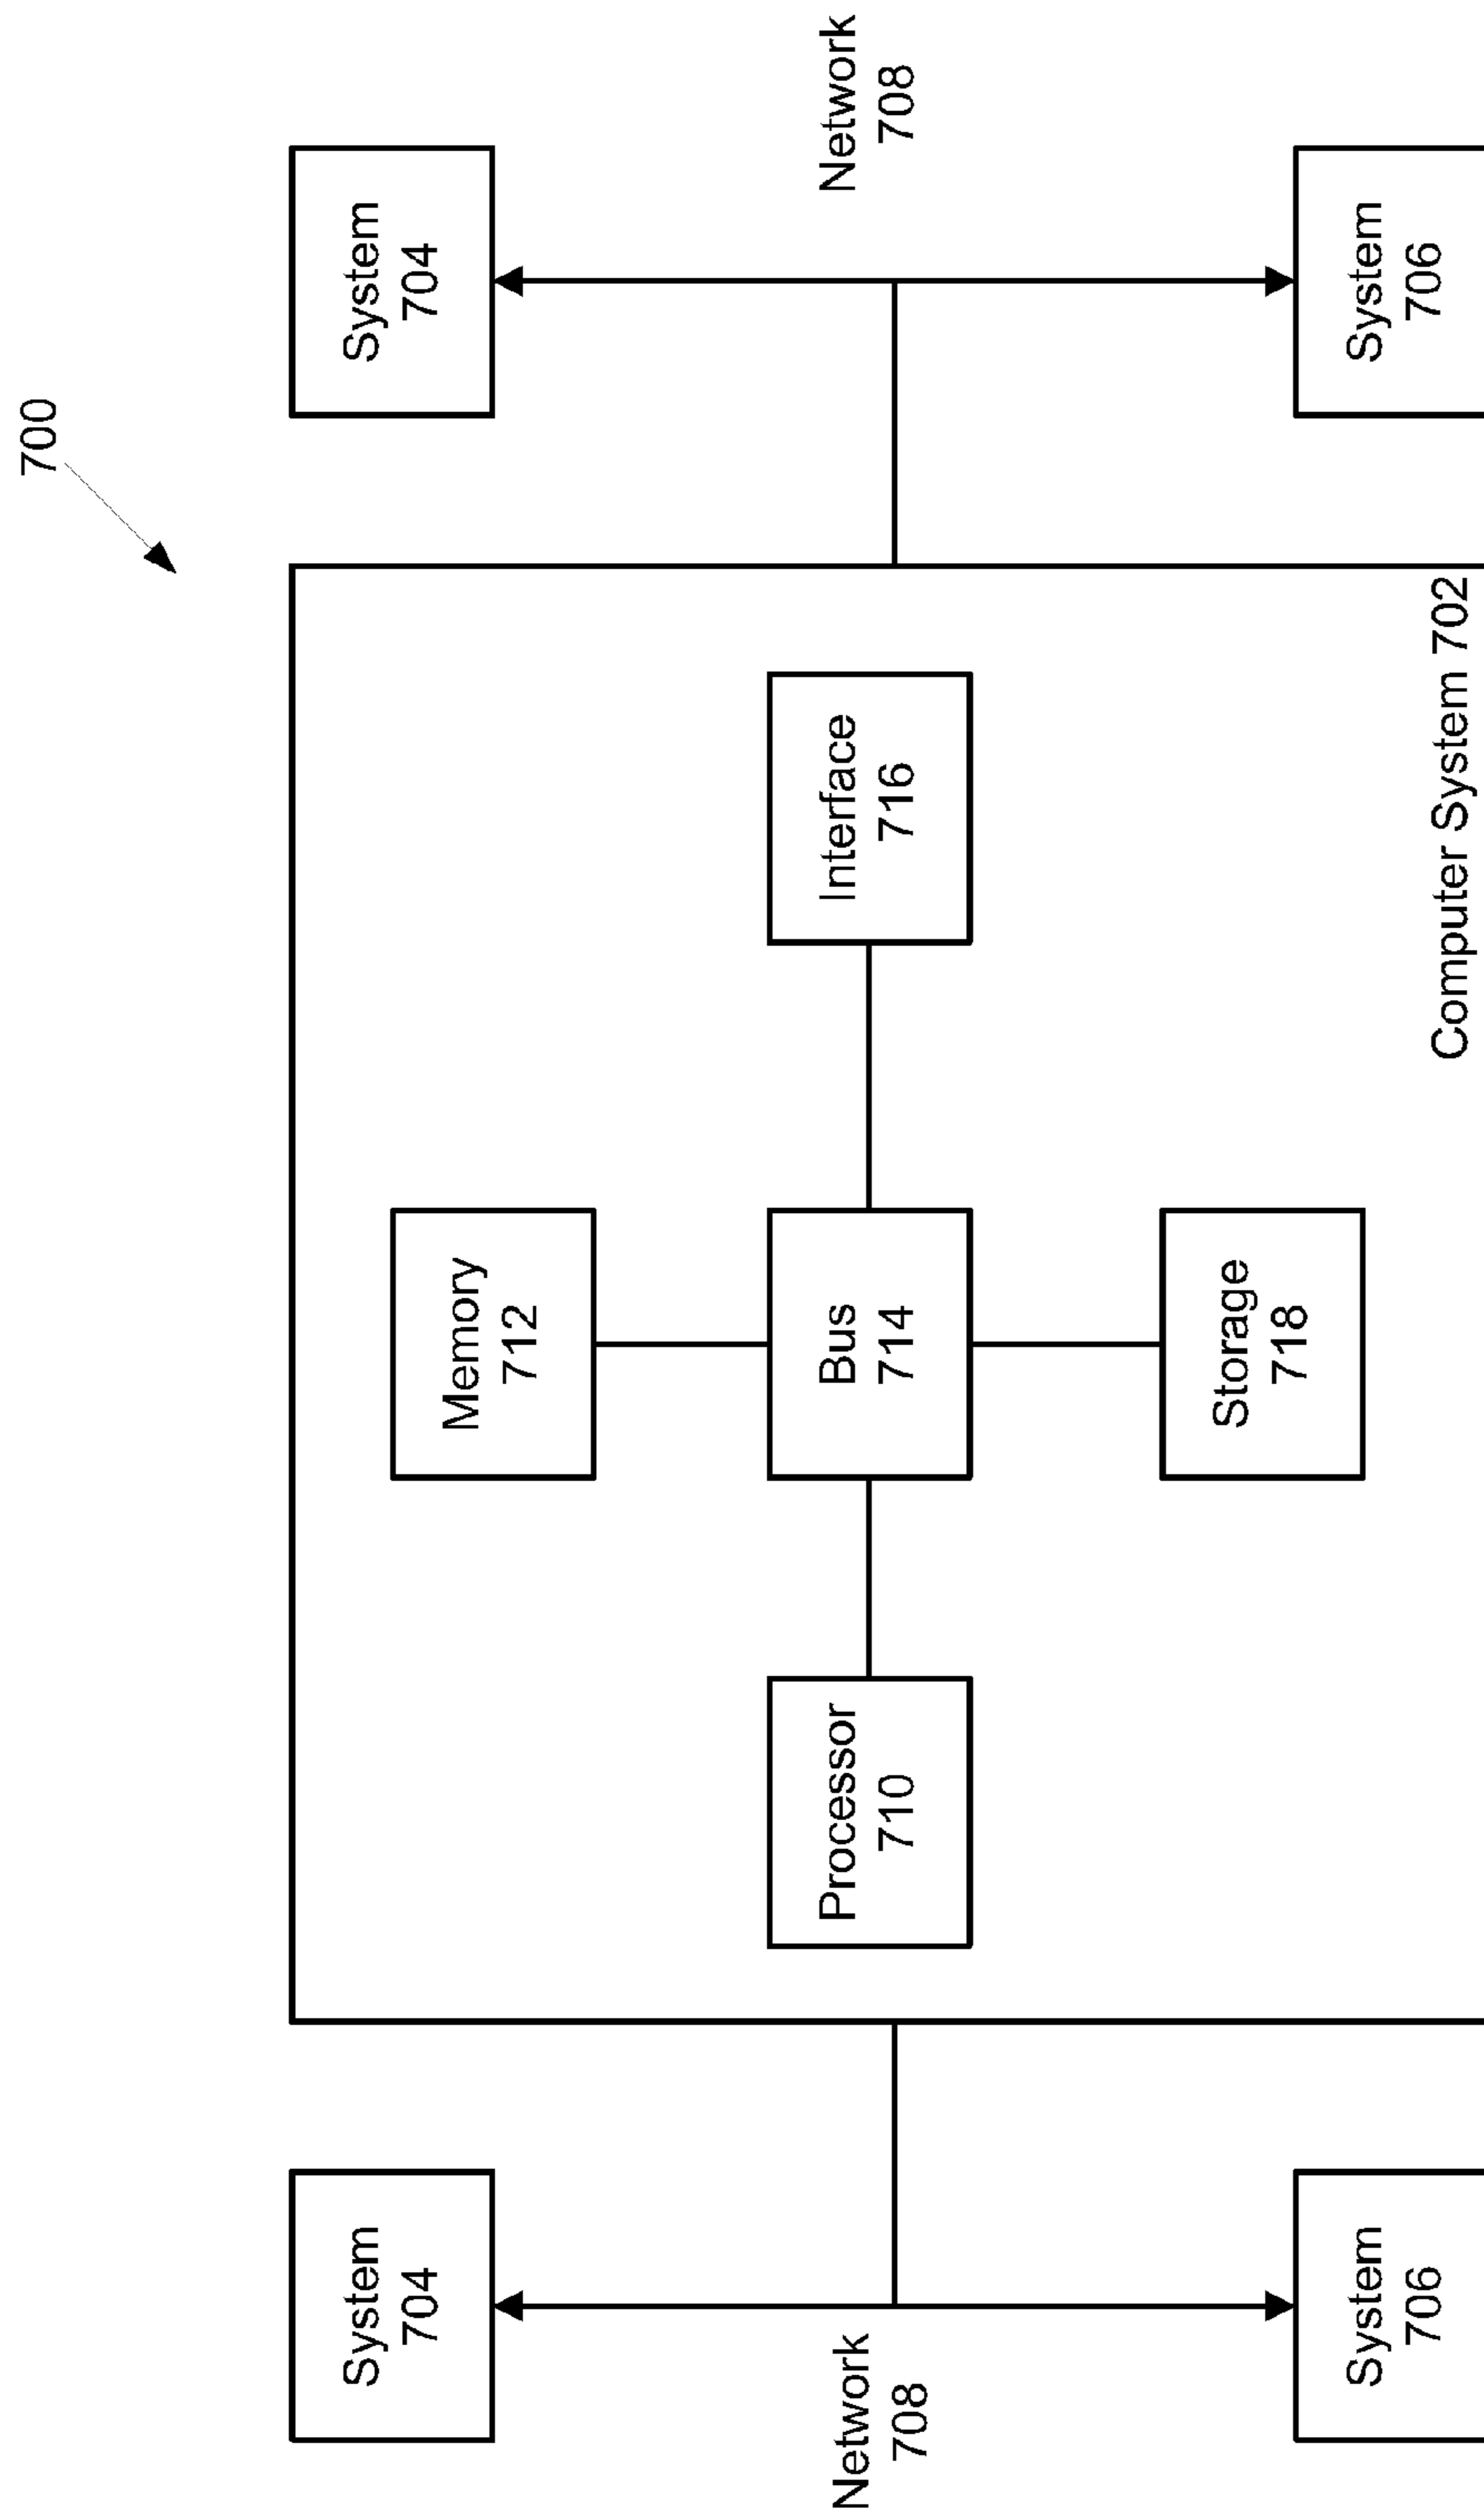 700
System
704
System
704
Memory
712
Network
708
Processor
710
Bus
714
Interface
716
Network
708
Storage
718
System
706
System
706
Computer System 702